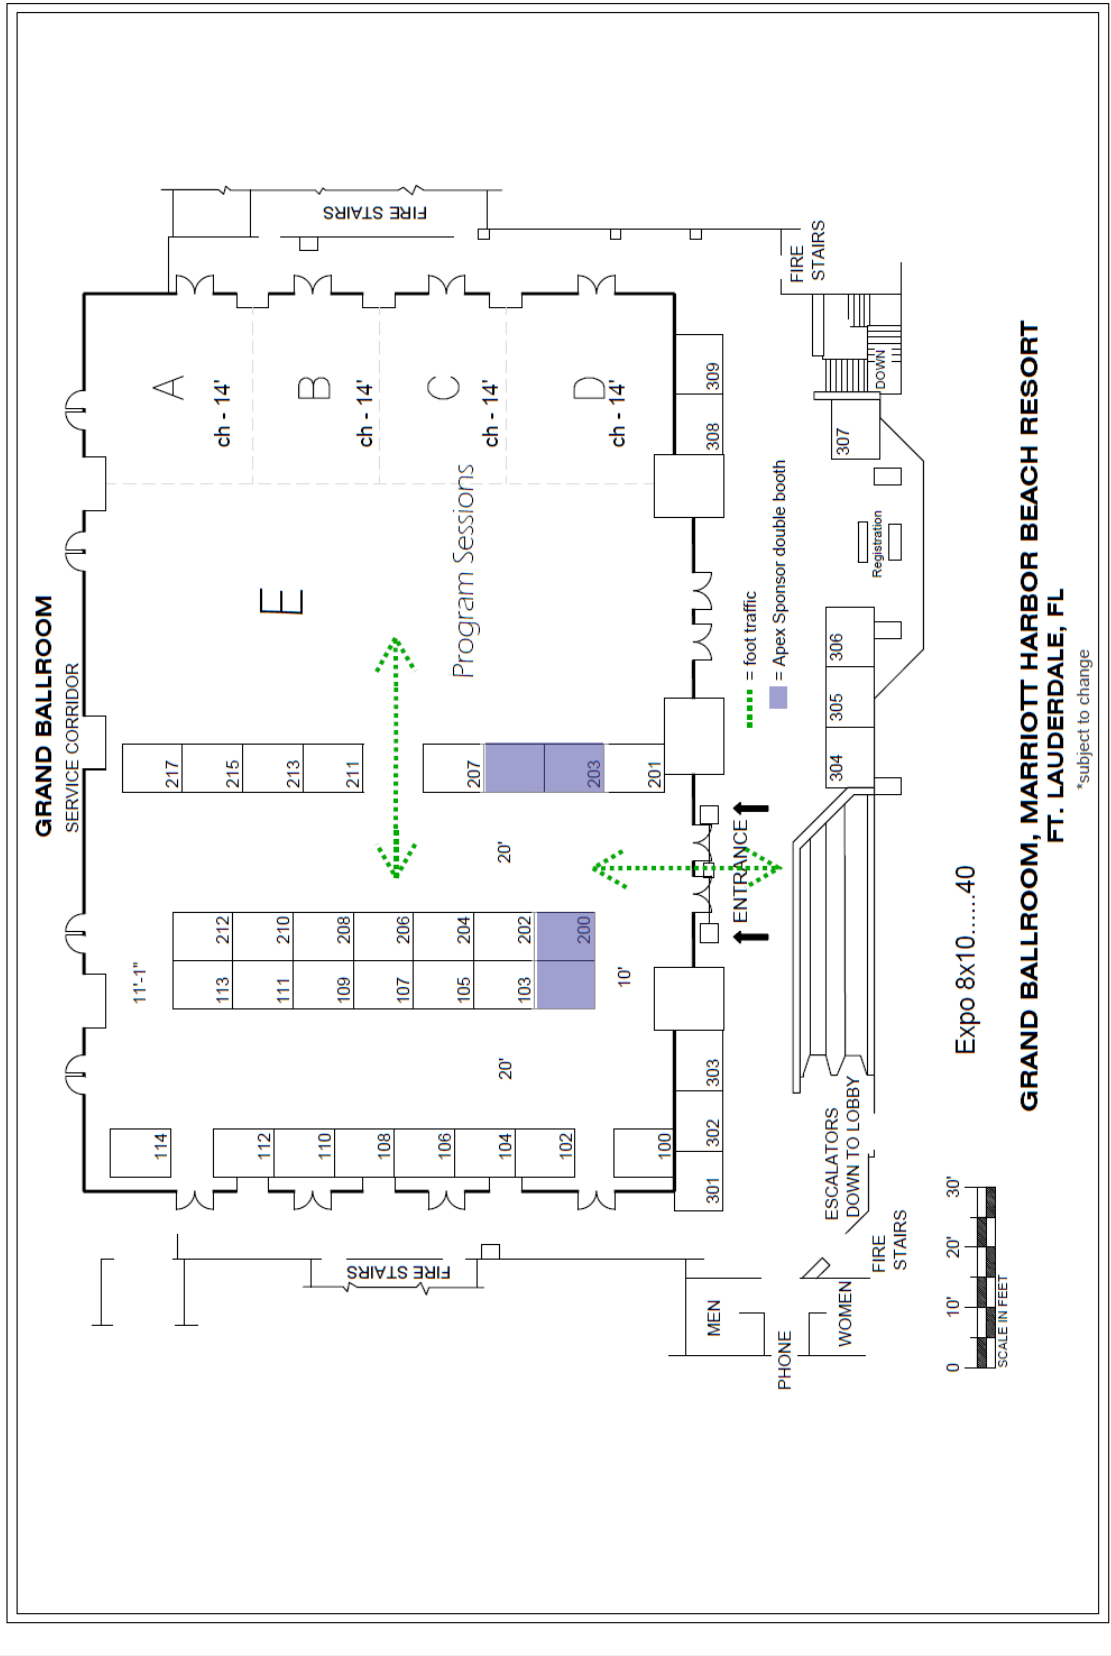 GRAND BALLROOM
SERVICE CORRIDOR
A
ch - 14'
B
ch - 14'
C
ch - 14'
D
ch - 14'
E
Program Sessions
FIRE STAIRS
FIRE STAIRS
FIRE
STAIRS
DOWN
309
308
307
Registration
306
305
304
= foot traffic
= Apex Sponsor double booth
217
215
213
211
207
203
201
20'
ENTRANCE
212
210
208
206
204
202
200
11'-1"
113
111
109
107
105
103
10'
20'
303
302
301
114
112
110
108
106
104
102
100
ESCALATORS
DOWN TO LOBBY
FIRE
STAIRS
MEN
WOMEN
PHONE
Expo 8x10......40
0
10'
20'
30'
SCALE IN FEET
GRAND BALLROOM, MARRIOTT HARBOR BEACH RESORT
FT. LAUDERDALE, FL
*subject to change